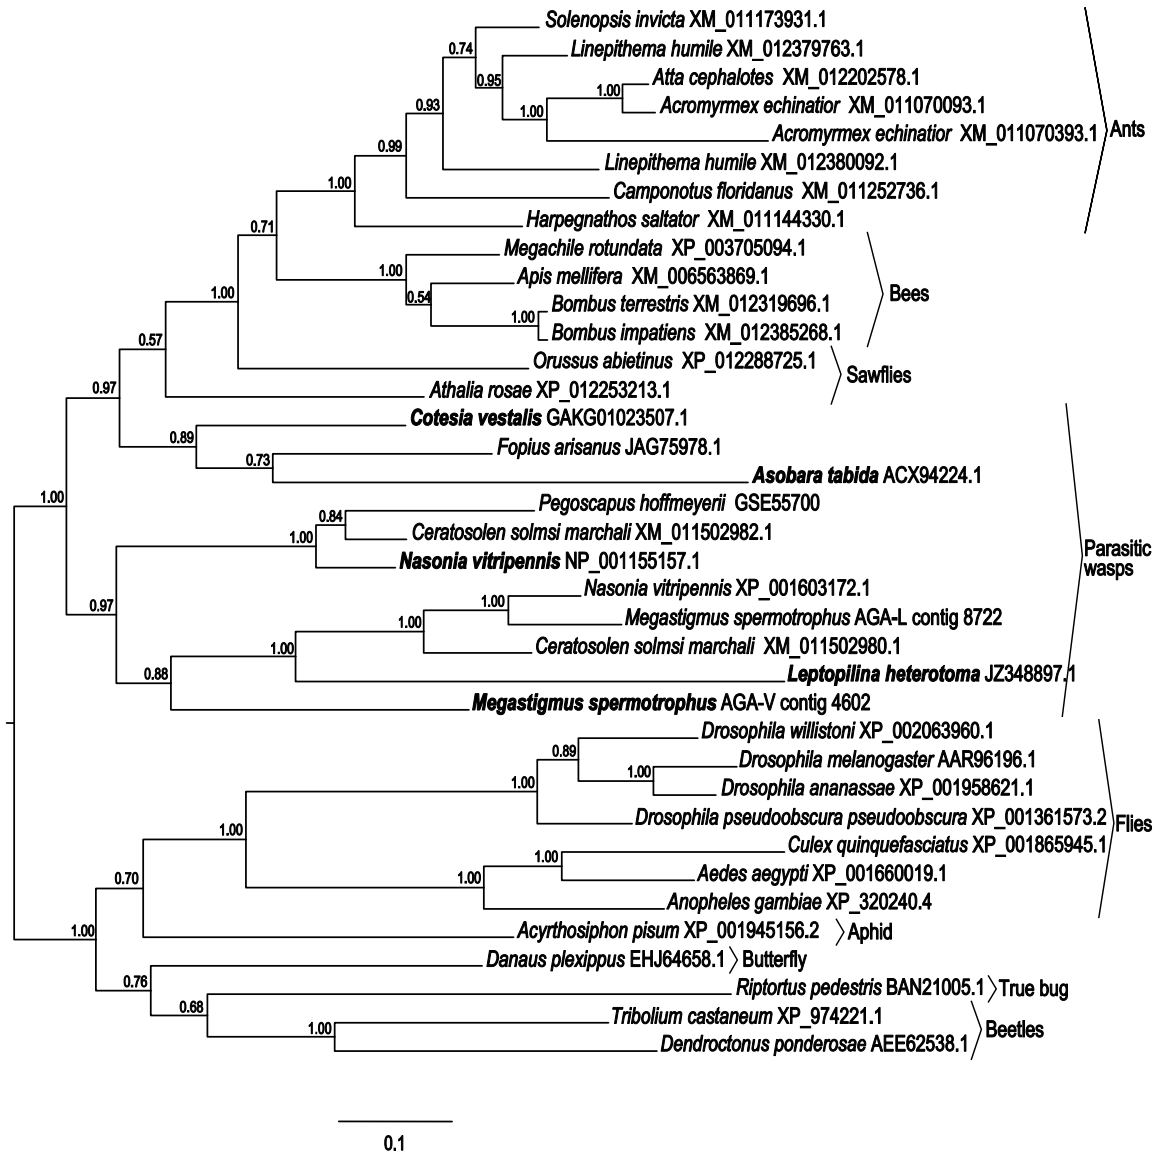 Solenopsis invicta XM_011173931.1
0.74
Linepithema humile XM_012379763.1
0.95
Atta cephalotes XM_012202578.1
1.00
0.93
Acromyrmex echinatior XM_011070093.1
1.00
Acromyrmex echinatior XM_011070393.1
Ants
0.99
Linepithema humile XM_012380092.1
1.00
Camponotus floridanus XM_011252736.1
Harpegnathos saltator XM_011144330.1
0.71
Megachile rotundata XP_003705094.1
1.00
Apis mellifera XM_006563869.1
1.00
0.54
Bees
Bombus terrestris XM_012319696.1
1.00
Bombus impatiens XM_012385268.1
0.57
Orussus abietinus XP_012288725.1
Sawflies
0.97
Athalia rosae XP_012253213.1
Cotesia vestalis GAKG01023507.1
0.89
Fopius arisanus JAG75978.1
0.73
Asobara tabida ACX94224.1
1.00
Pegoscapus hoffmeyerii GSE55700
0.84
Ceratosolen solmsi marchali XM_011502982.1
1.00
Parasitic
wasps
Nasonia vitripennis NP_001155157.1
Nasonia vitripennis XP_001603172.1
0.97
1.00
Megastigmus spermotrophus AGA-L contig 8722
1.00
Ceratosolen solmsi marchali XM_011502980.1
1.00
0.88
Leptopilina heterotoma JZ348897.1
Megastigmus spermotrophus AGA-V contig 4602
Drosophila willistoni XP_002063960.1
0.89
Drosophila melanogaster AAR96196.1
1.00
1.00
Drosophila ananassae XP_001958621.1
Drosophila pseudoobscura pseudoobscura XP_001361573.2
Flies
1.00
Culex quinquefasciatus XP_001865945.1
1.00
Aedes aegypti XP_001660019.1
0.70
1.00
Anopheles gambiae XP_320240.4
1.00
Acyrthosiphon pisum XP_001945156.2
Aphid
Danaus plexippus EHJ64658.1
Butterfly
0.76
Riptortus pedestris BAN21005.1
True bug
0.68
Tribolium castaneum XP_974221.1
1.00
Beetles
Dendroctonus ponderosae AEE62538.1
0.1